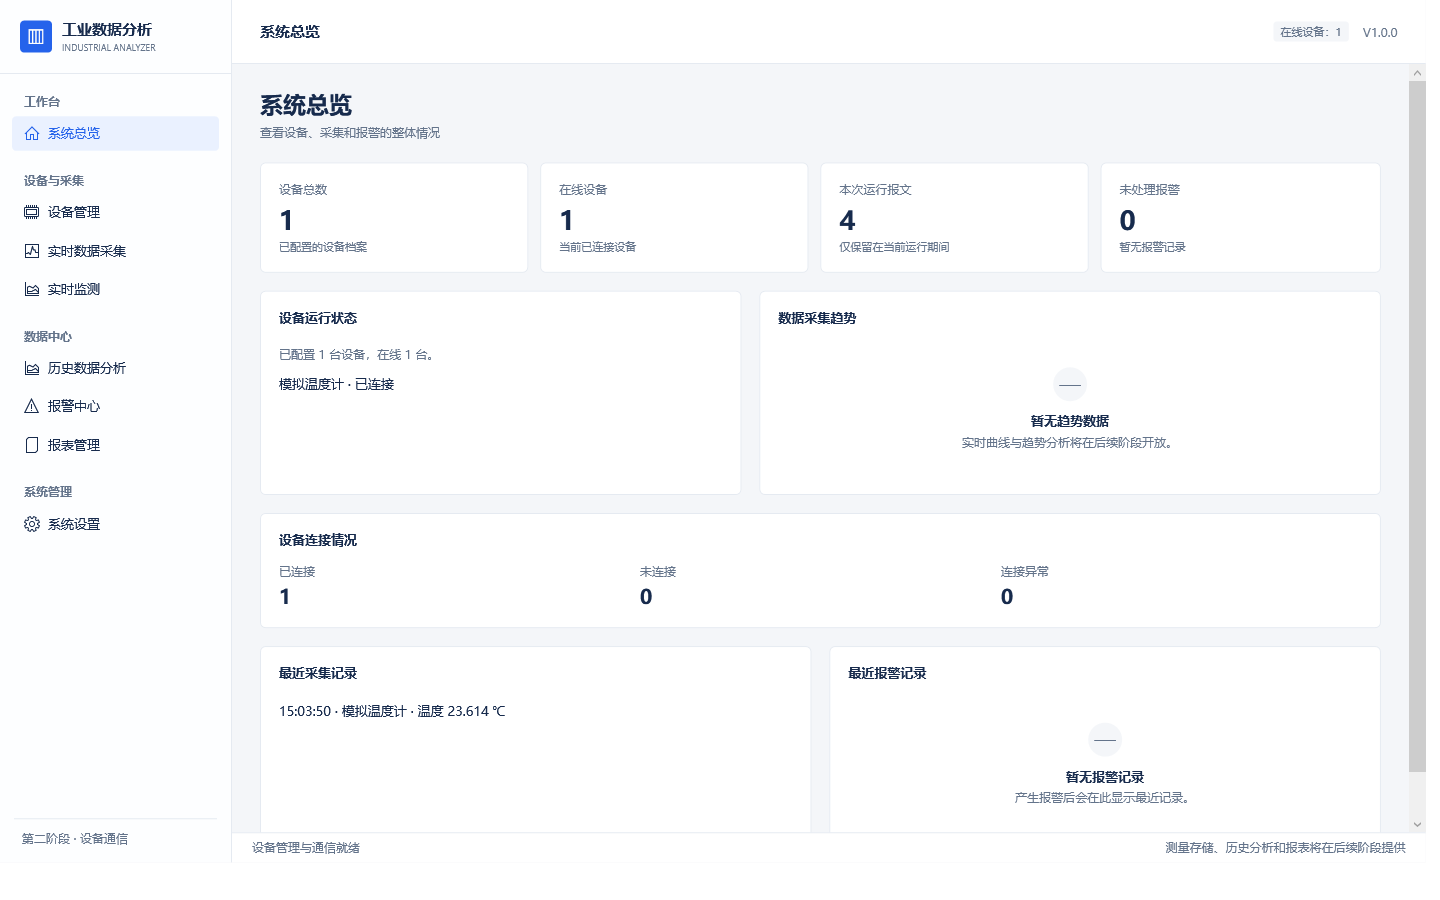 工业数据分析
INDUSTRIAL ANALYZER
工作台
系统总览
设备与采集
设备管理
实时数据采集
实时监测
数据中心
历史数据分析
报警中心
报表管理
系统管理
系统设置
第二阶段 · 设备通信
系统总览
在线设备：1
V1.0.0
系统总览
查看设备、采集和报警的整体情况
设备总数
1
已配置的设备档案
在线设备
1
当前已连接设备
本次运行报文
4
仅保留在当前运行期间
未处理报警
0
暂无报警记录
设备运行状态
已配置 1 台设备，在线 1 台。
模拟温度计 · 已连接
数据采集趋势
暂无趋势数据
实时曲线与趋势分析将在后续阶段开放。
设备连接情况
已连接
1
未连接
0
连接异常
0
最近采集记录
15:03:50 · 模拟温度计 · 温度 23.614 ℃
最近报警记录
暂无报警记录
产生报警后会在此显示最近记录。
设备管理与通信就绪
测量存储、历史分析和报表将在后续阶段提供